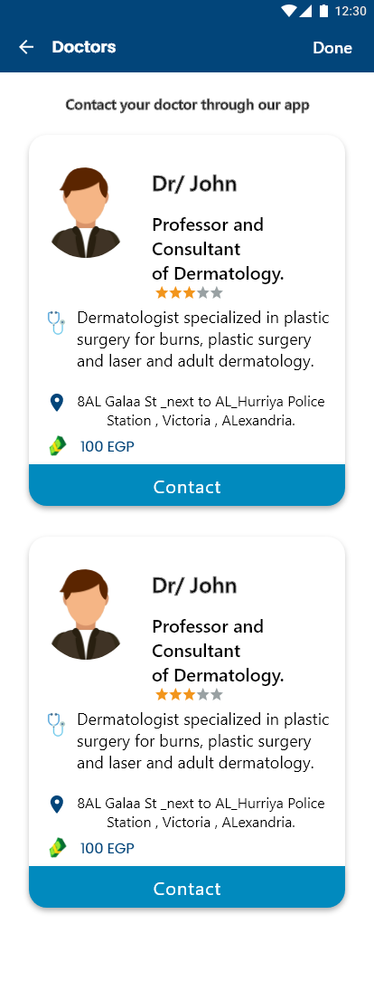 12:30
Doctors
Done
Contact your doctor through our app
Dr/ John
Professor and
Consultant
of Dermatology.
Dermatologist specialized in plastic
surgery for burns, plastic surgery
and laser and adult dermatology.
8AL Galaa St _next to AL_Hurriya Police
Station , Victoria , ALexandria.
100 EGP
Contact
Dr/ John
Professor and
Consultant
of Dermatology.
Dermatologist specialized in plastic
surgery for burns, plastic surgery
and laser and adult dermatology.
8AL Galaa St _next to AL_Hurriya Police
Station , Victoria , ALexandria.
100 EGP
Contact